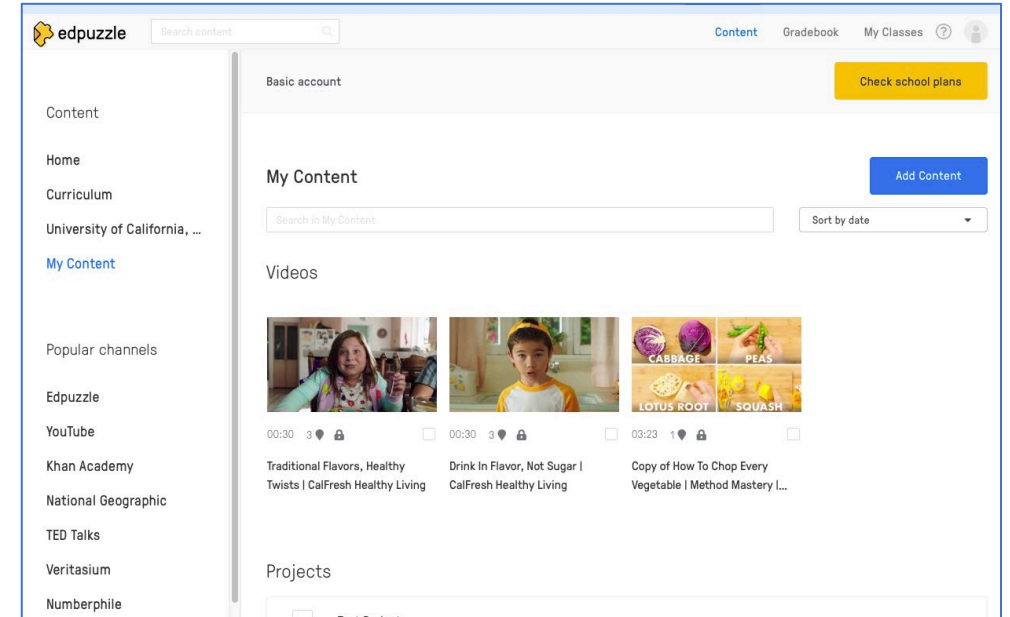 edpuzzle
Search content
Content
Gradebook
My Classes
?
Content
Home
Curriculum
University of California, ...
My Content
Popular channels
Edpuzzle
YouTube
Khan Academy
National Geographic
TED Talks
Veritasium
Numberphile
Basic account
Check school plans
My Content
Add Content
Search in My Content
Sort by date
Videos
CABBAGE
PEAS
LOTUS ROOT
SQUASH
00:30 3
00:30 3
03:23 1
Traditional Flavors, Healthy
Twists | CalFresh Healthy Living
Drink In Flavor, Not Sugar |
CalFresh Healthy Living
Copy of How To Chop Every
Vegetable | Method Mastery |...
Projects